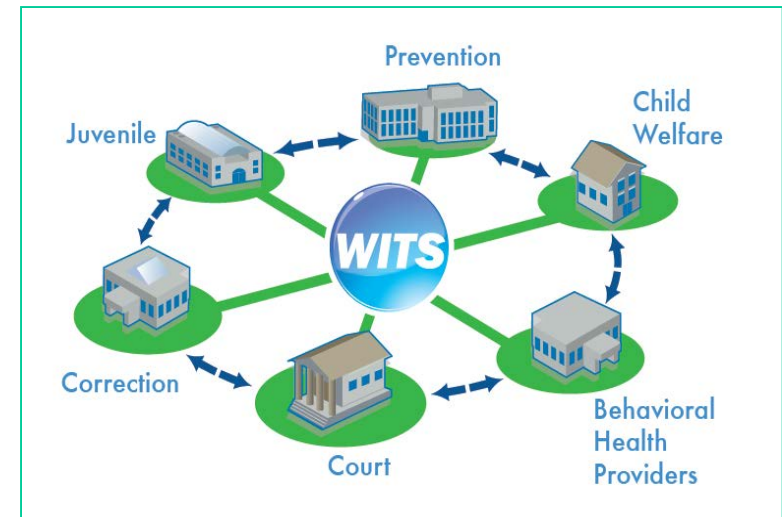 Prevention
Child
Welfare
Juvenile
WITS
Correction
Court
Behavioral
Health
Providers